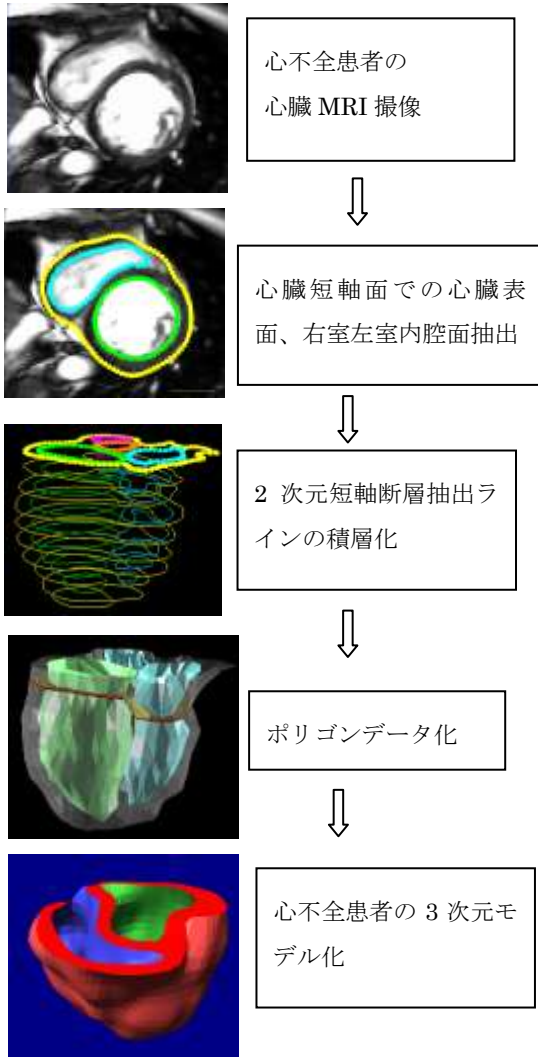 心不全患者の
心臓 MRI 撮像
心臓短軸面での心臓表
面、右室左室内腔面抽出
2 次元短軸断層抽出ラ
インの積層化
ポリゴンデータ化
心不全患者の 3 次元モ
デル化